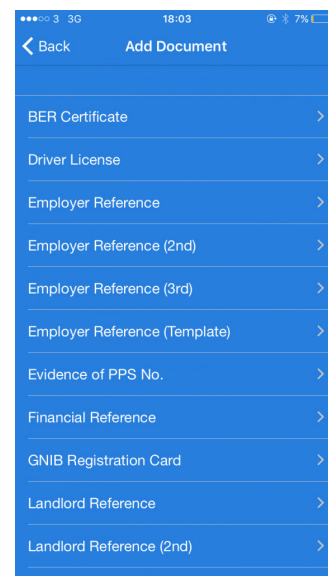 3 3G 18:03 7%
Back Add Document
BER Certificate
Driver License
Employer Reference
Employer Reference (2nd)
Employer Reference (3rd)
Employer Reference (Template)
Evidence of PPS No.
Financial Reference
GNIB Registration Card
Landlord Reference
Landlord Reference (2nd)